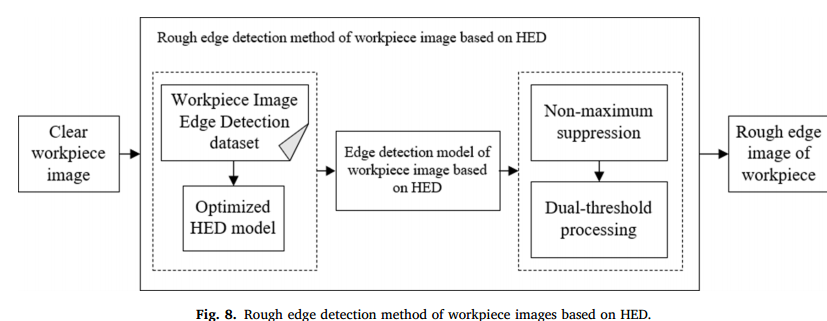 Rough edge detection method of workpiece image based on HED
Clear
workpiece
image
Workpiece Image
Edge Detection
dataset
Optimized
HED model
Edge detection model of
workpiece image based
on HED
Non-maximum
suppression
Dual-threshold
processing
Rough edge
image of
workpiece
Fig. 8. Rough edge detection method of workpiece images based on HED.